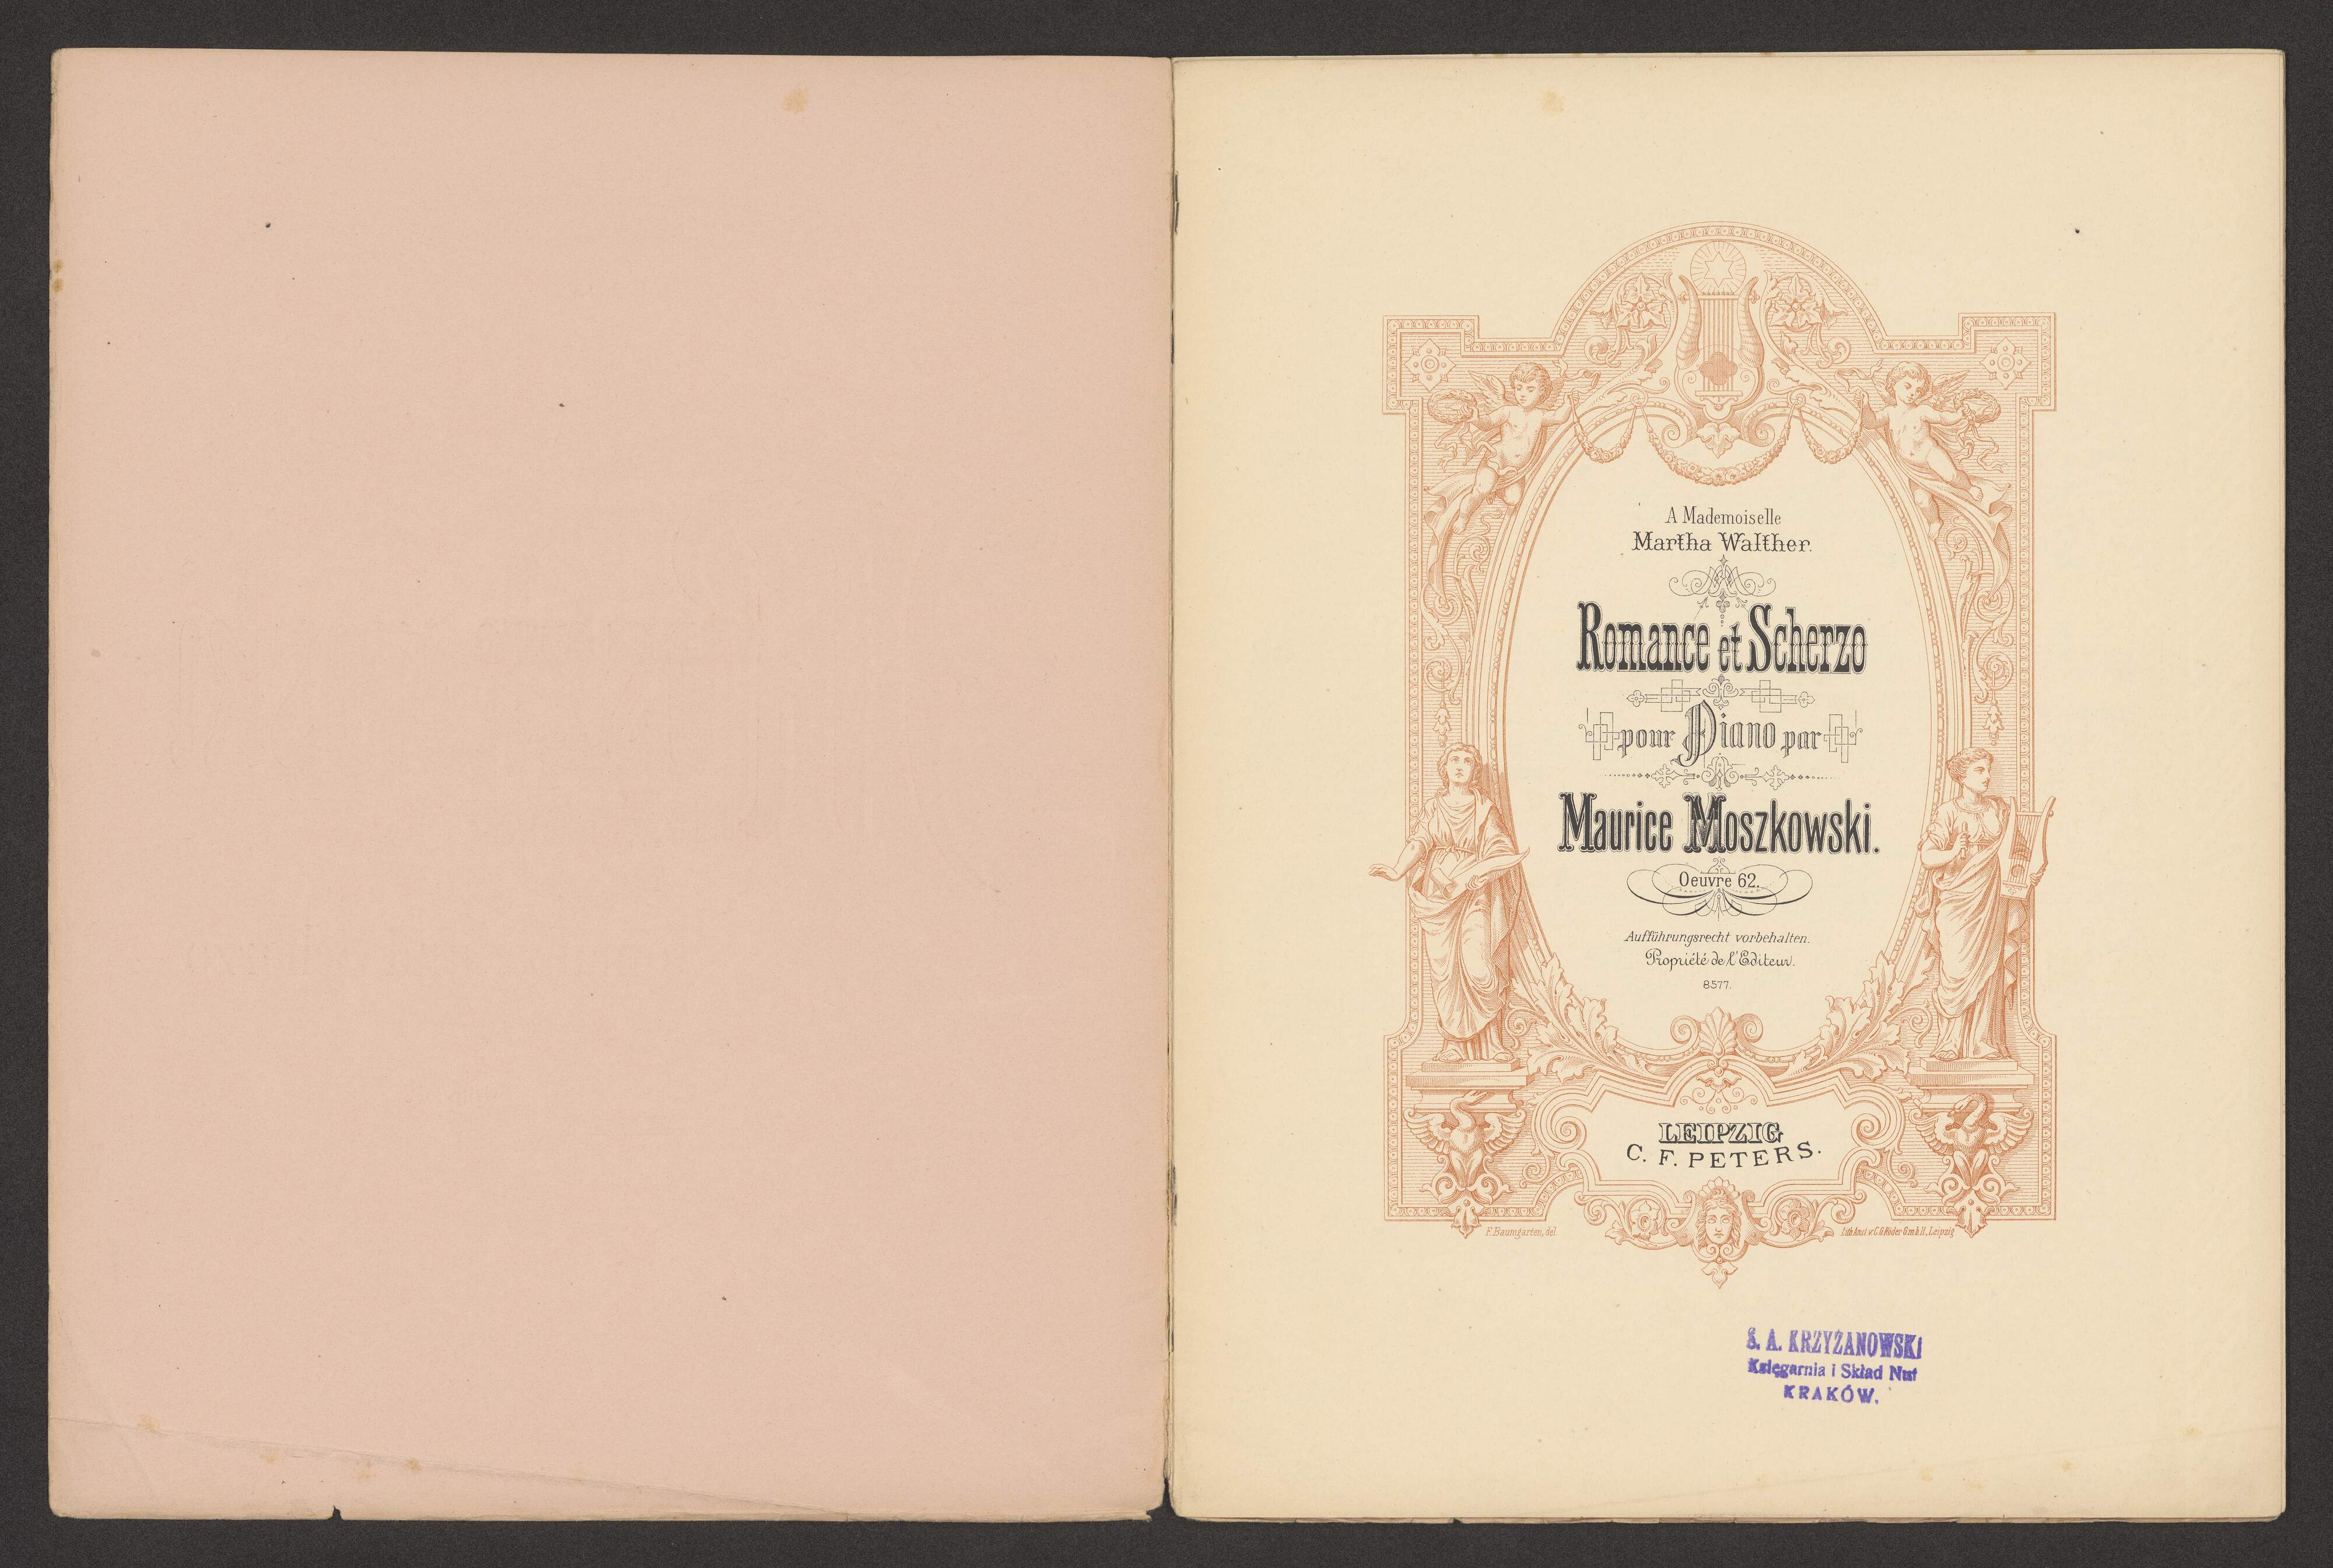 A Mademoiselle
Martha Walther.
Romance et Scherzo
pour Piano par
Maurice Moszkowski.
Oeuvre 62.
Aufführungsrecht vorbehalten.
Propriété de l'Editeur.
8577.
LEIPZIG
C. F. PETERS.
F. Baumgarten, del.
Lith. Anst. v. C. G. Röder G.m.b.H., Leipzig
S. A. KRZYŻANOWSKI
Księgarnia i Skład Nut
KRAKÓW.